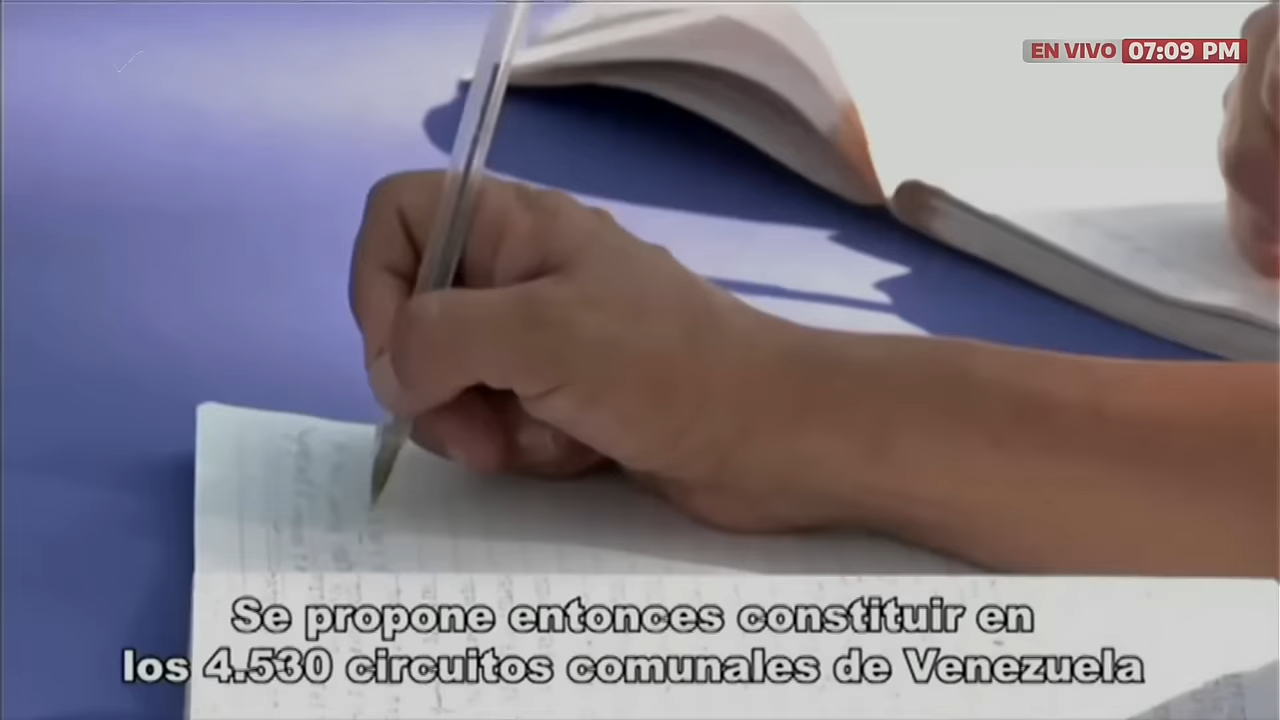 EN VIVO 07:09 PM
Se propone entonces constituir en
los 4.530 circuitos comunales de Venezuela